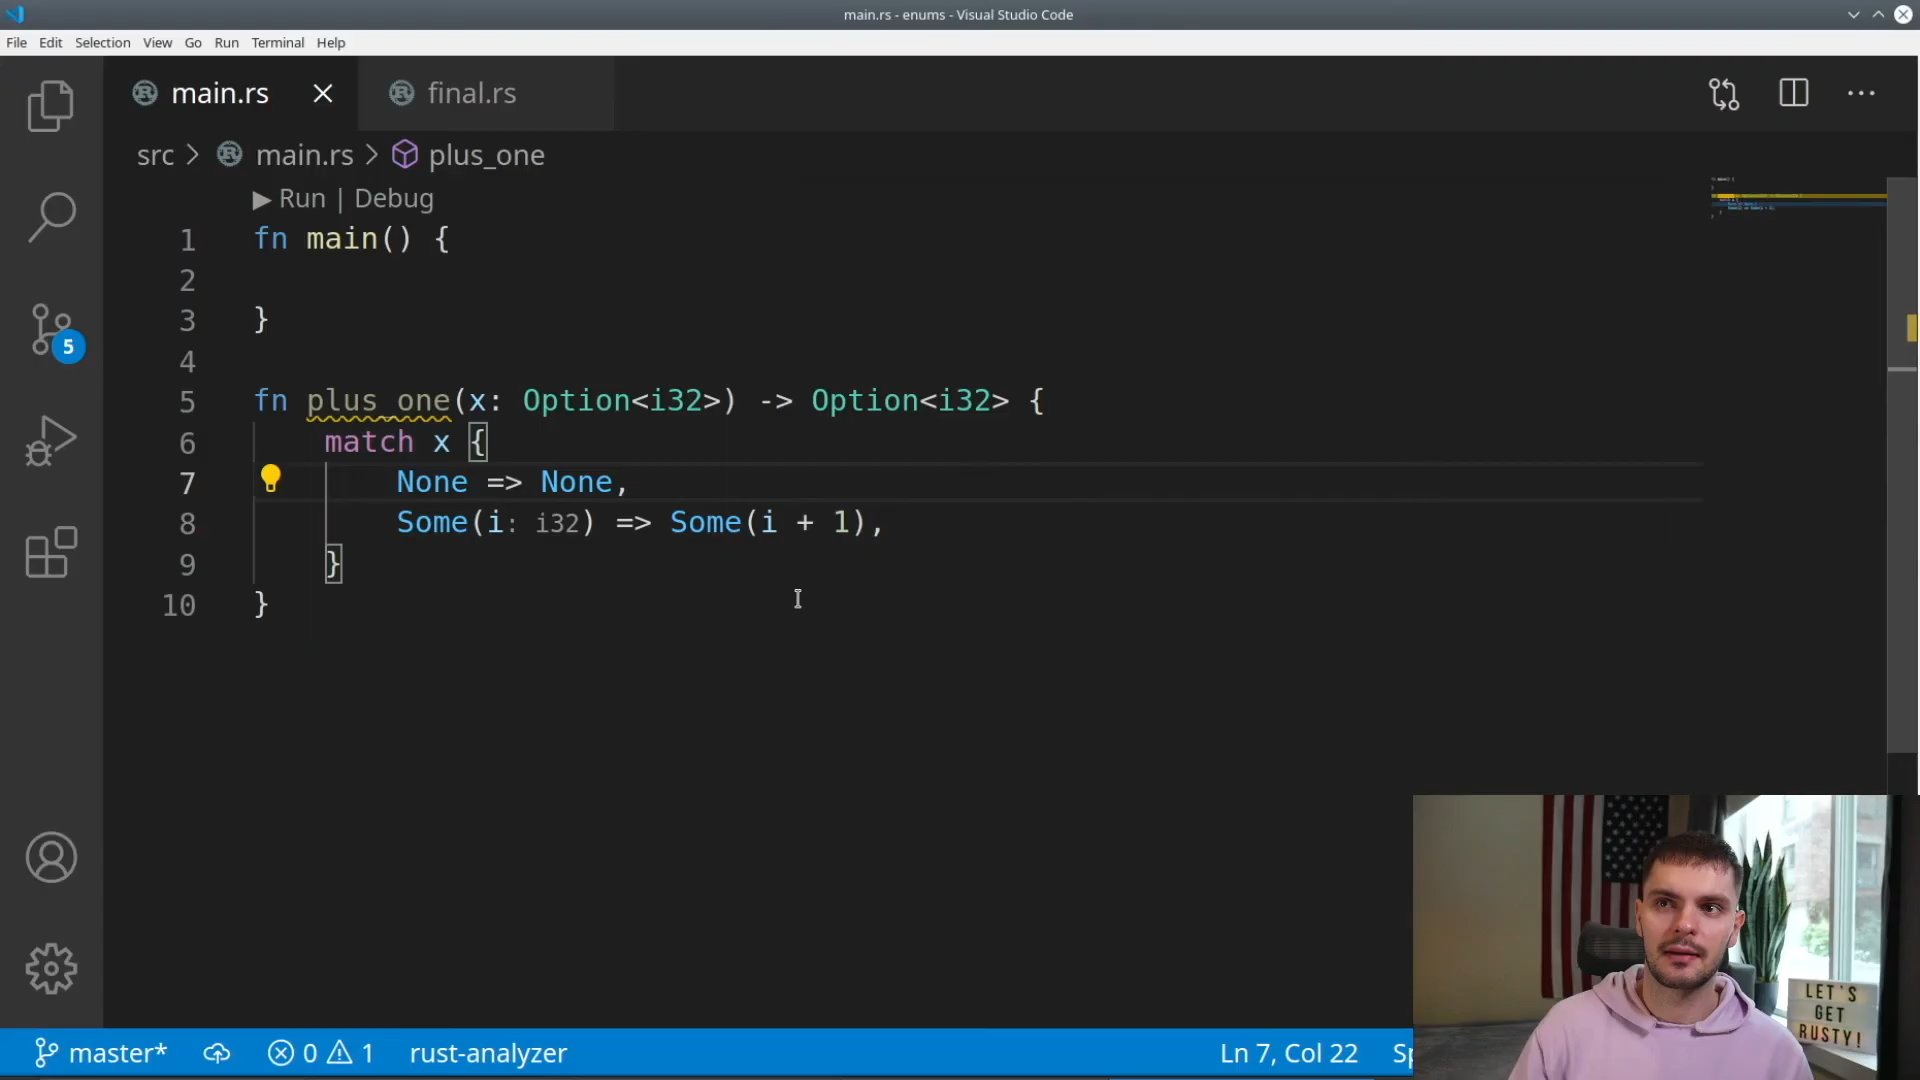 main.rs - enums - Visual Studio Code
File Edit Selection View Go Run Terminal Help
main.rs final.rs
src > main.rs > plus_one
▶ Run | Debug
1 fn main() {
2
3 }
4
5 fn plus_one(x: Option<i32>) -> Option<i32> {
6 match x {
7 None => None,
8 Some(i: i32) => Some(i + 1),
9 }
10 }
5
LET'S
GET
RUSTY!
master* 0 1 rust-analyzer Ln 7, Col 22 Sp